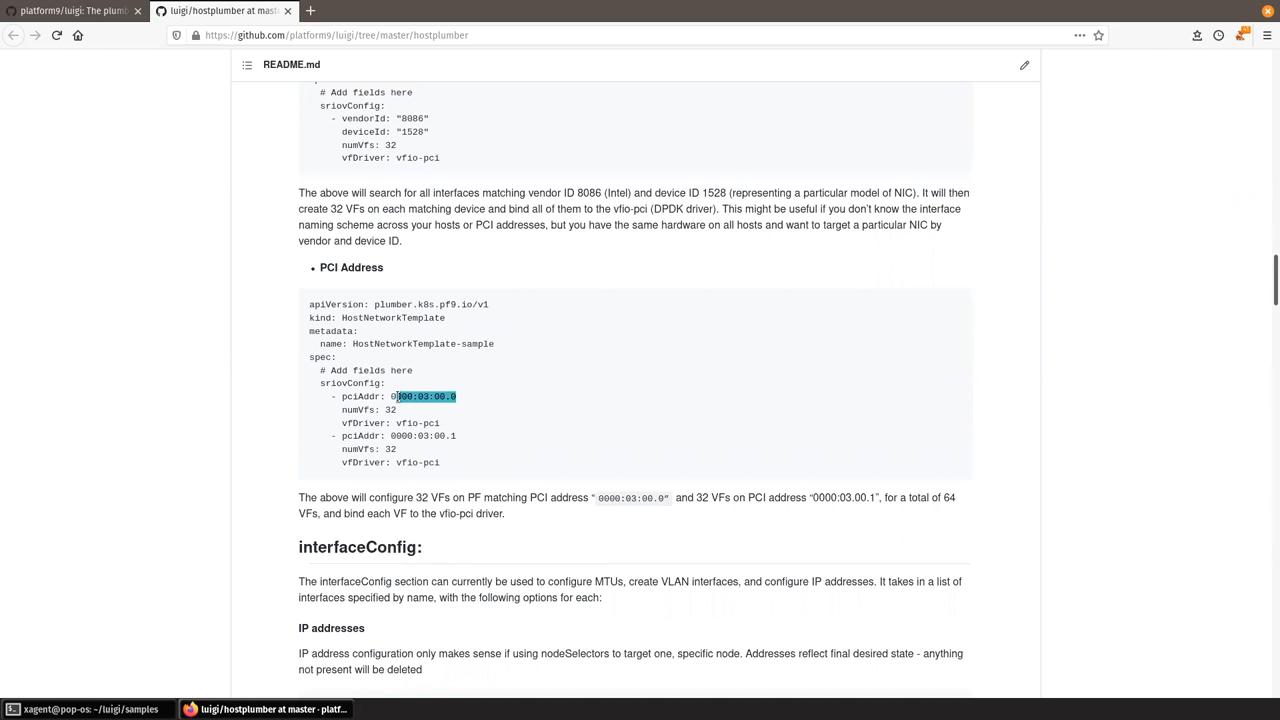 platform9/luigi: The plumb
luigi/hostplumber at mast
https://github.com/platform9/luigi/tree/master/hostplumber
README.md
# Add fields here
sriovConfig:
- vendorId: "8086"
deviceId: "1528"
numVfs: 32
vfDriver: vfio-pci
The above will search for all interfaces matching vendor ID 8086 (Intel) and device ID 1528 (representing a particular model of NIC). It will then
create 32 VFs on each matching device and bind all of them to the vfio-pci (DPDK driver). This might be useful if you don't know the interface
naming scheme across your hosts or PCI addresses, but you have the same hardware on all hosts and want to target a particular NIC by
vendor and device ID.
• PCI Address
apiVersion: plumber.k8s.pf9.io/v1
kind: HostNetworkTemplate
metadata:
name: HostNetworkTemplate-sample
spec:
# Add fields here
sriovConfig:
- pciAddr: 0000:03:00.0
numVfs: 32
vfDriver: vfio-pci
- pciAddr: 0000:03:00.1
numVfs: 32
vfDriver: vfio-pci
The above will configure 32 VFs on PF matching PCI address “0000:03:00.0” and 32 VFs on PCI address “0000:03.00.1”, for a total of 64
VFs, and bind each VF to the vfio-pci driver.
interfaceConfig:
The interfaceConfig section can currently be used to configure MTUs, create VLAN interfaces, and configure IP addresses. It takes in a list of
interfaces specified by name, with the following options for each:
IP addresses
IP address configuration only makes sense if using nodeSelectors to target one, specific node. Addresses reflect final desired state - anything
not present will be deleted
xagent@pop-os: ~/luigi/samples
luigi/hostplumber at master · platf...